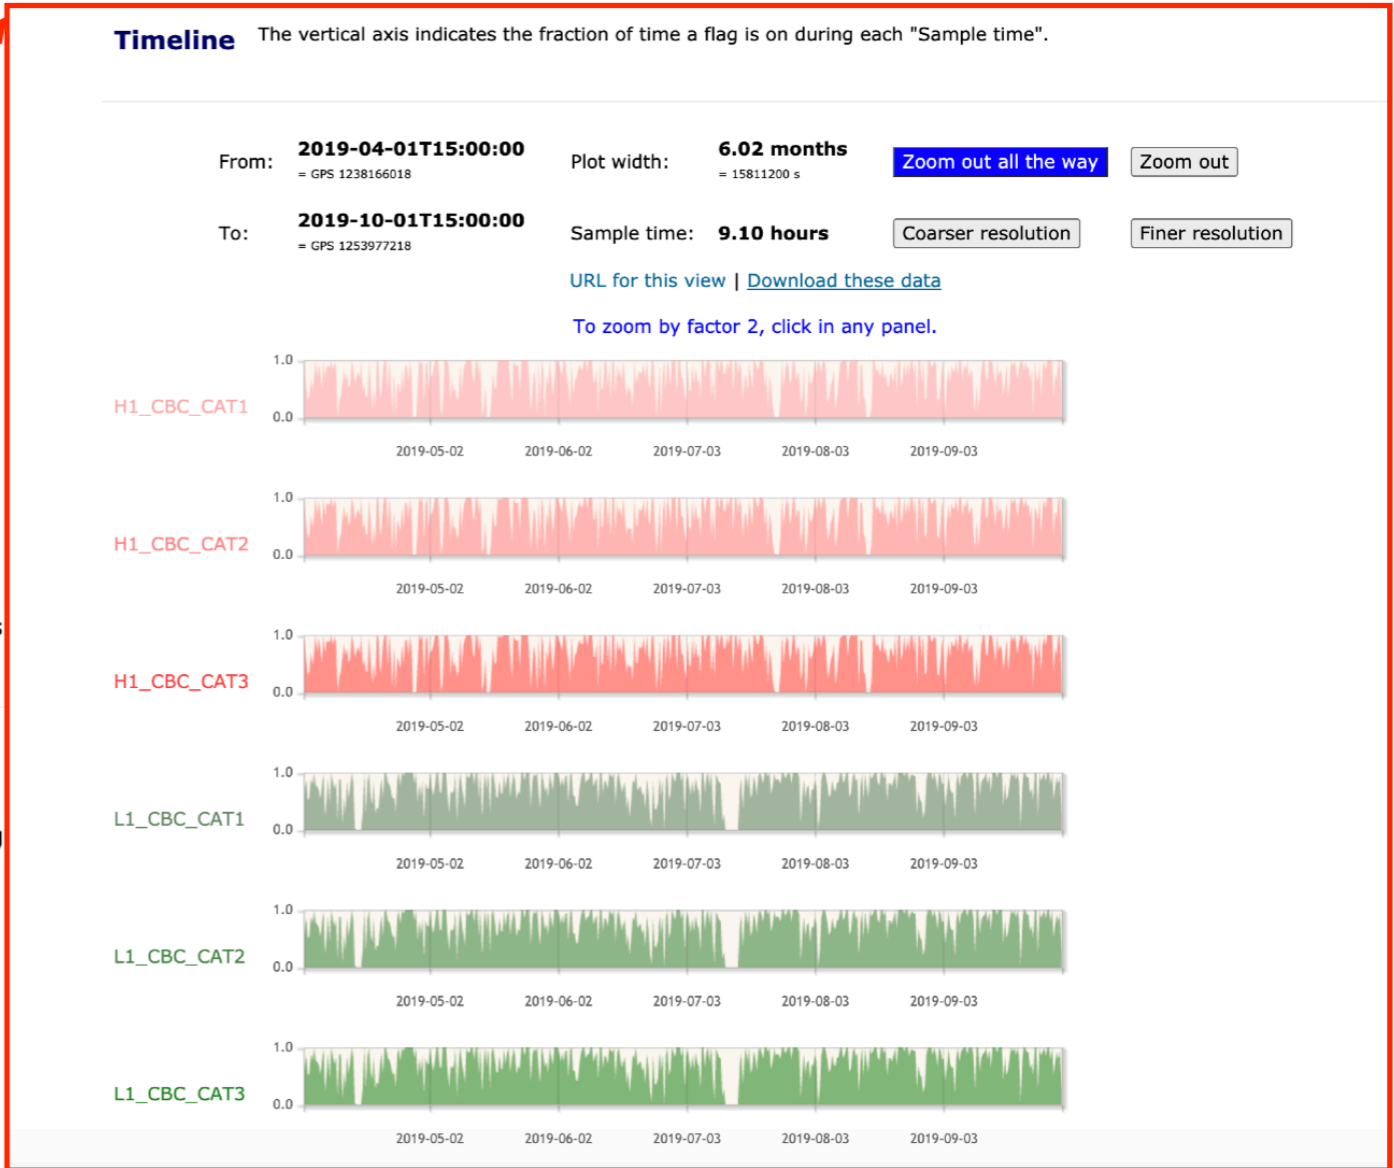 Timeline The vertical axis indicates the fraction of time a flag is on during each "Sample time".
From: 2019-04-01T15:00:00 Plot width: 6.02 months Zoom out all the way Zoom out
= GPS 1238166018 = 15811200 s
To: 2019-10-01T15:00:00 Sample time: 9.10 hours Coarser resolution Finer resolution
= GPS 1253977218
URL for this view | Download these data
To zoom by factor 2, click in any panel.
1.0
H1_CBC_CAT1
0.0
2019-05-02 2019-06-02 2019-07-03 2019-08-03 2019-09-03
1.0
H1_CBC_CAT2
0.0
2019-05-02 2019-06-02 2019-07-03 2019-08-03 2019-09-03
1.0
H1_CBC_CAT3
0.0
2019-05-02 2019-06-02 2019-07-03 2019-08-03 2019-09-03
1.0
L1_CBC_CAT1
0.0
2019-05-02 2019-06-02 2019-07-03 2019-08-03 2019-09-03
1.0
L1_CBC_CAT2
0.0
2019-05-02 2019-06-02 2019-07-03 2019-08-03 2019-09-03
1.0
L1_CBC_CAT3
0.0
2019-05-02 2019-06-02 2019-07-03 2019-08-03 2019-09-03